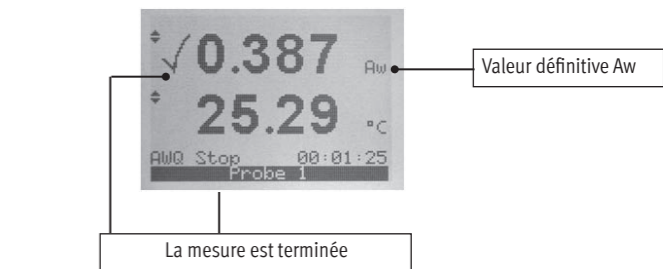 0.387 Aw
Valeur définitive Aw
25.29 °C
AWQ Stop 00:01:25
Probe 1
La mesure est terminée